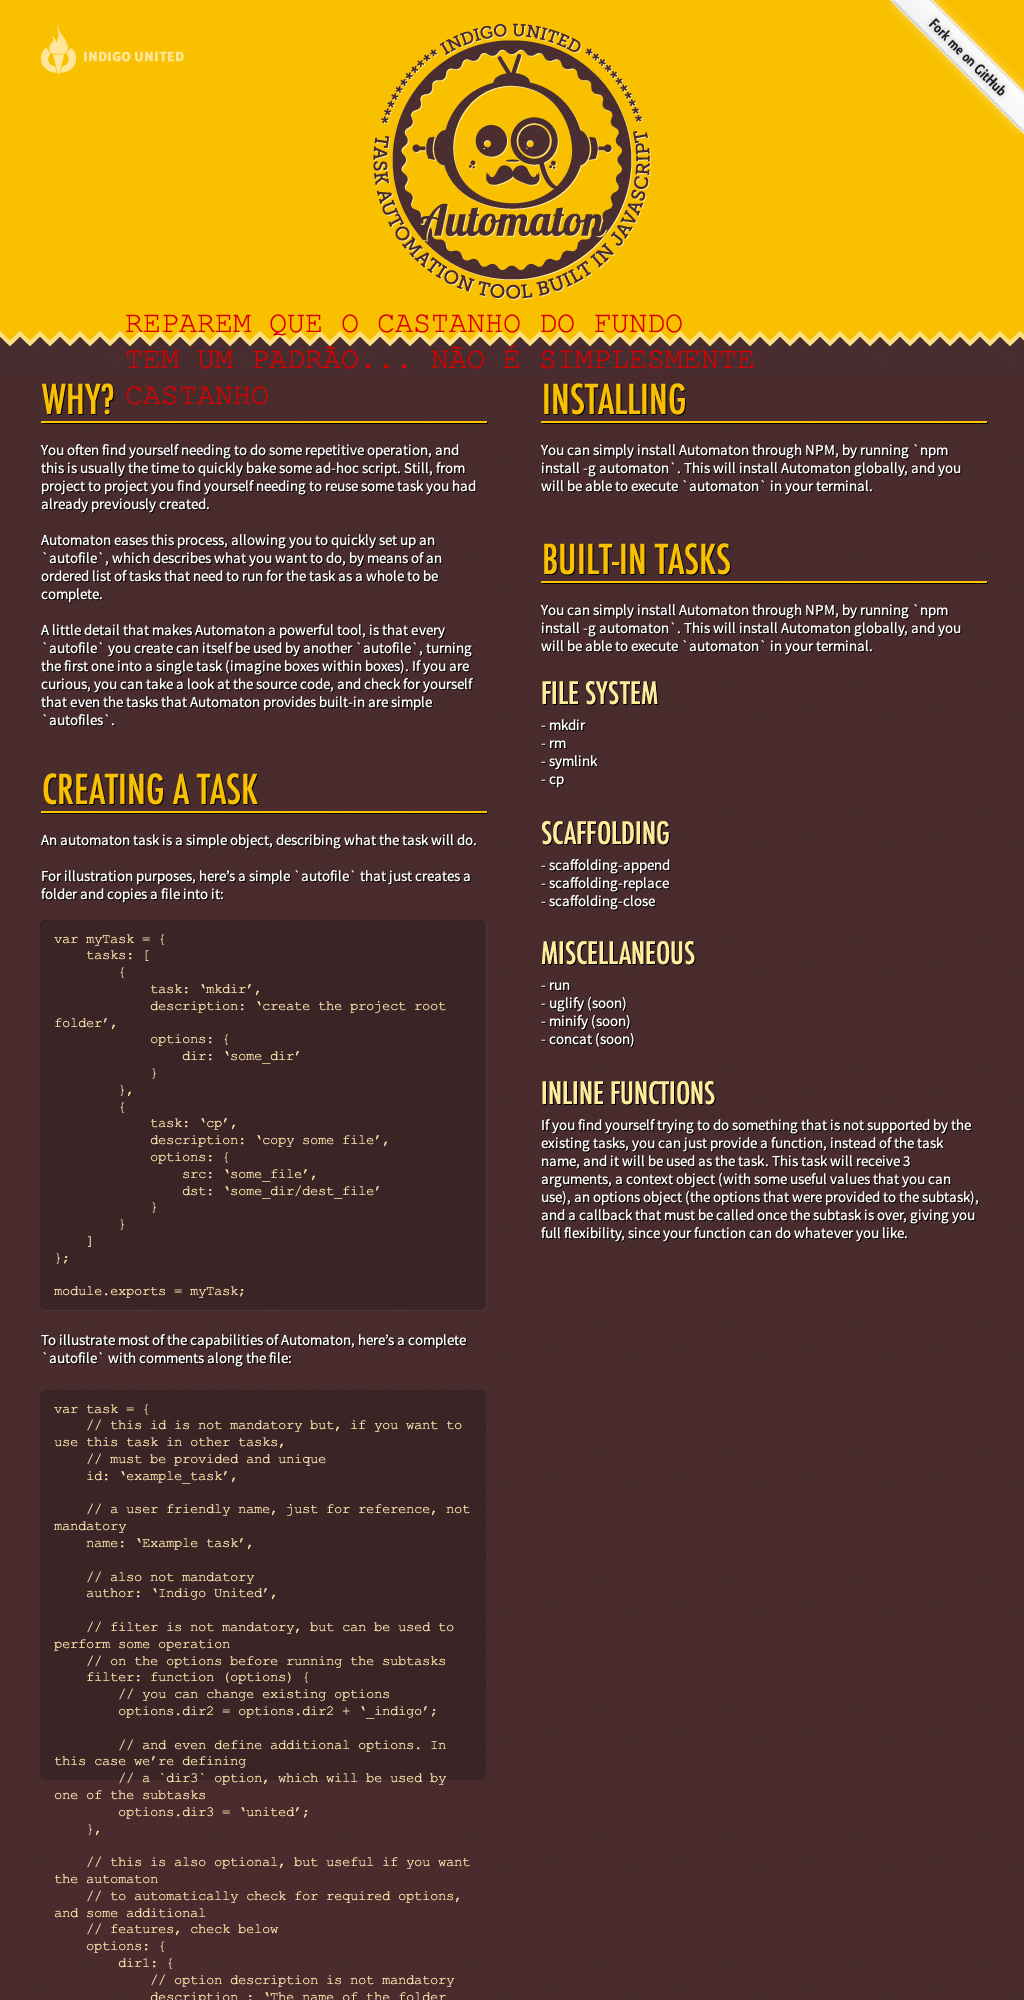 INDIGO UNITED
********** INDIGO UNITED **********
TASK AUTOMATION TOOL BUILT IN JAVASCRIPT
Automaton
Fork me on GitHub
REPAREM QUE O CASTANHO DO FUNDO
TEM UM PADRÃO... NÃO É SIMPLESMENTE
CASTANHO
WHY?
You often find yourself needing to do some repetitive operation, and
this is usually the time to quickly bake some ad-hoc script. Still, from
project to project you find yourself needing to reuse some task you had
already previously created.
Automaton eases this process, allowing you to quickly set up an
`autofile`, which describes what you want to do, by means of an
ordered list of tasks that need to run for the task as a whole to be
complete.
A little detail that makes Automaton a powerful tool, is that every
`autofile` you create can itself be used by another `autofile`, turning
the first one into a single task (imagine boxes within boxes). If you are
curious, you can take a look at the source code, and check for yourself
that even the tasks that Automaton provides built-in are simple
`autofiles`.
CREATING A TASK
An automaton task is a simple object, describing what the task will do.
For illustration purposes, here’s a simple `autofile` that just creates a
folder and copies a file into it:
var myTask = {
    tasks: [
        {
            task: ‘mkdir’,
            description: ‘create the project root
folder’,
            options: {
                dir: ‘some_dir’
            }
        },
        {
            task: ‘cp’,
            description: ‘copy some file’,
            options: {
                src: ‘some_file’,
                dst: ‘some_dir/dest_file’
            }
        }
    ]
};
module.exports = myTask;
To illustrate most of the capabilities of Automaton, here’s a complete
`autofile` with comments along the file:
var task = {
    // this id is not mandatory but, if you want to
use this task in other tasks,
    // must be provided and unique
    id: ‘example_task’,
    // a user friendly name, just for reference, not
mandatory
    name: ‘Example task’,
    // also not mandatory
    author: ‘Indigo United’,
    // filter is not mandatory, but can be used to
perform some operation
    // on the options before running the subtasks
    filter: function (options) {
        // you can change existing options
        options.dir2 = options.dir2 + ‘_indigo’;
        // and even define additional options. In
this case we’re defining
        // a `dir3` option, which will be used by
one of the subtasks
        options.dir3 = ‘united’;
    },
    // this is also optional, but useful if you want
the automaton
    // to automatically check for required options,
and some additional
    // features, check below
    options: {
        dir1: {
            // option description is not mandatory
            description : ‘The name of the folder
INSTALLING
You can simply install Automaton through NPM, by running `npm
install -g automaton`. This will install Automaton globally, and you
will be able to execute `automaton` in your terminal.
BUILT-IN TASKS
You can simply install Automaton through NPM, by running `npm
install -g automaton`. This will install Automaton globally, and you
will be able to execute `automaton` in your terminal.
FILE SYSTEM
- mkdir
- rm
- symlink
- cp
SCAFFOLDING
- scaffolding-append
- scaffolding-replace
- scaffolding-close
MISCELLANEOUS
- run
- uglify (soon)
- minify (soon)
- concat (soon)
INLINE FUNCTIONS
If you find yourself trying to do something that is not supported by the
existing tasks, you can just provide a function, instead of the task
name, and it will be used as the task. This task will receive 3
arguments, a context object (with some useful values that you can
use), an options object (the options that were provided to the subtask),
and a callback that must be called once the subtask is over, giving you
full flexibility, since your function can do whatever you like.